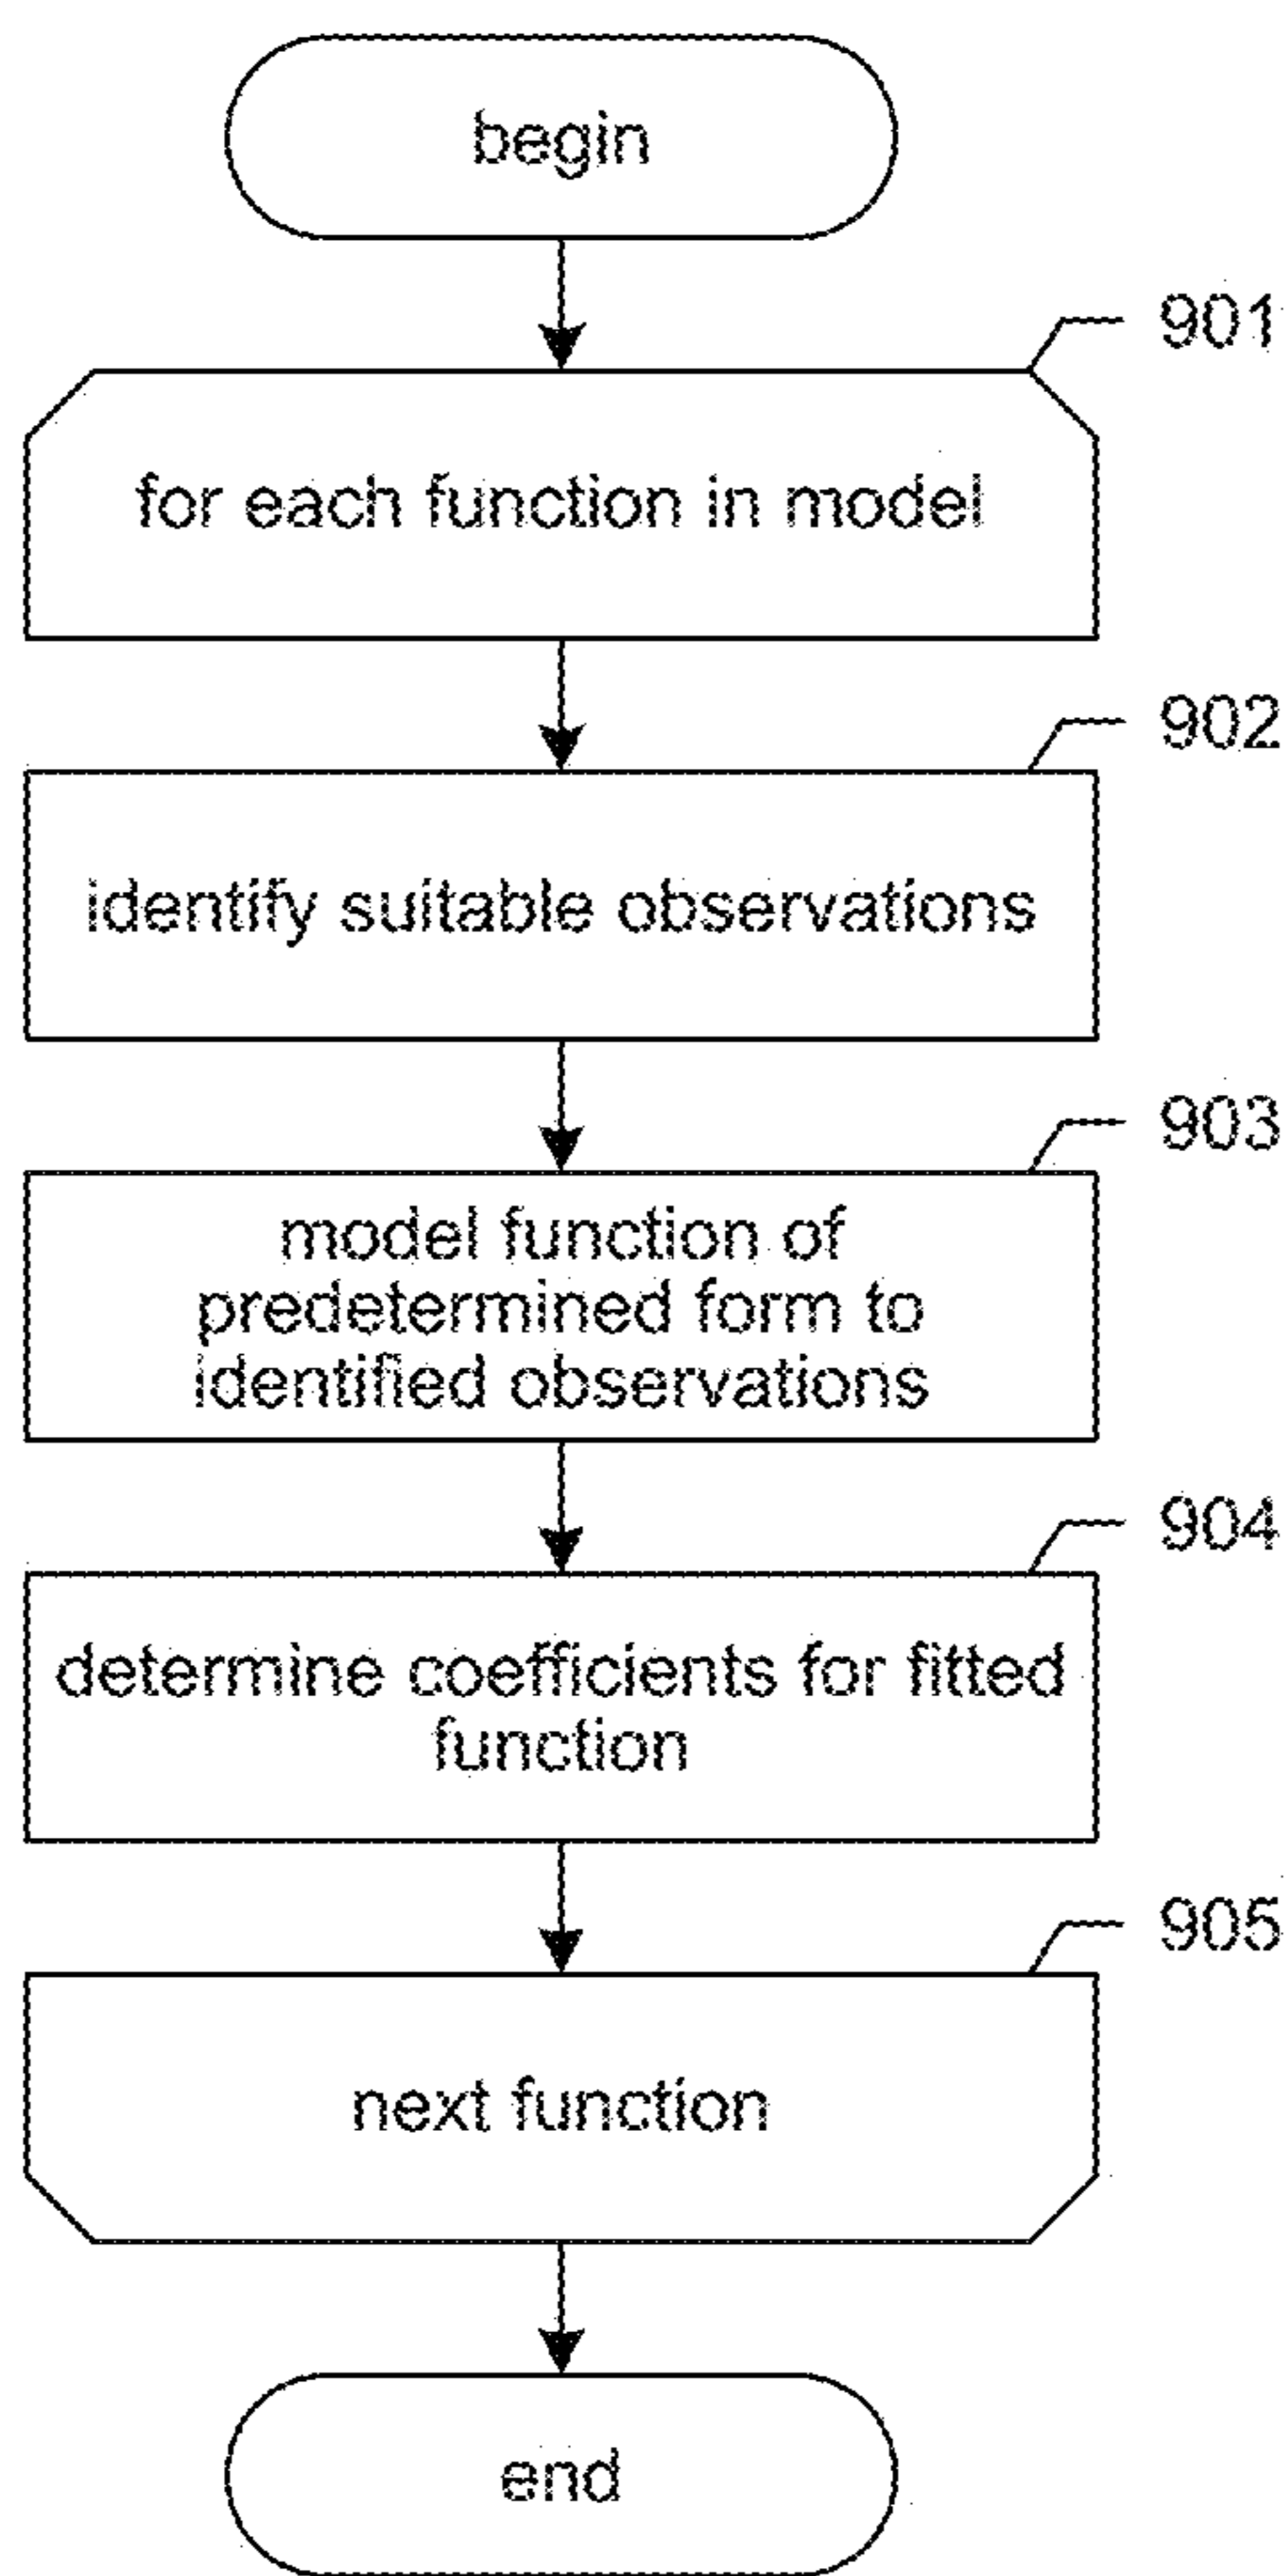 begin
901
for each function in model
902
identify suitable observations
903
model function of
predetermined form to
identified observations
904
determine coefficients for fitted
function
905
next function
end